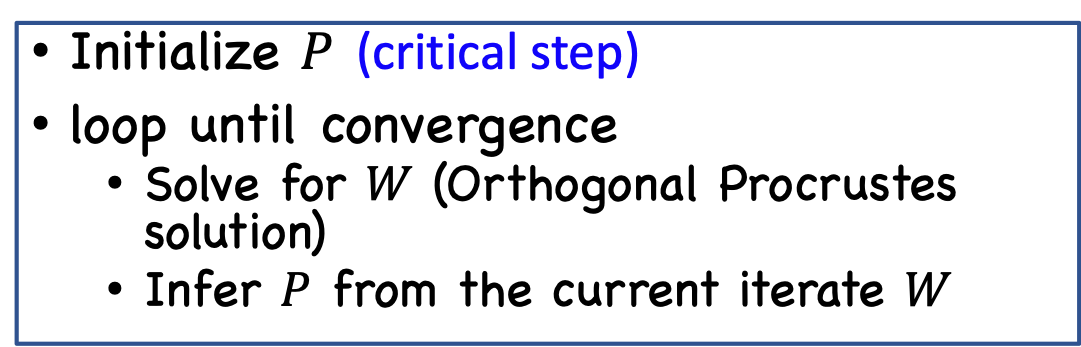 • Initialize P (critical step)
• loop until convergence
• Solve for W (Orthogonal Procrustes
solution)
• Infer P from the current iterate W